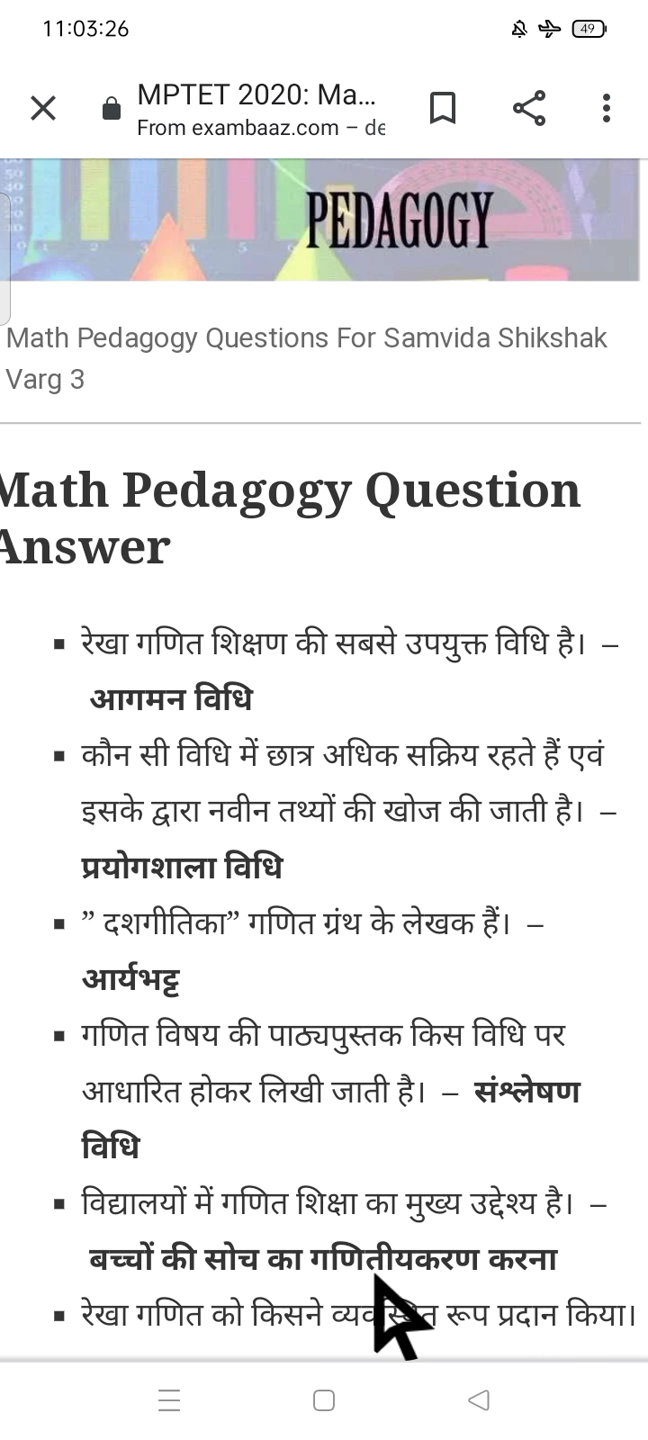 11:03:26
49
MPTET 2020: Ma...
From exambaaz.com – de
PEDAGOGY
Math Pedagogy Questions For Samvida Shikshak
Varg 3
Math Pedagogy Question
Answer
▪ रेखा गणित शिक्षण की सबसे उपयुक्त विधि है। –
आगमन विधि
▪ कौन सी विधि में छात्र अधिक सक्रिय रहते हैं एवं
इसके द्वारा नवीन तथ्यों की खोज की जाती है। –
प्रयोगशाला विधि
▪ ” दशगीतिका” गणित ग्रंथ के लेखक हैं। –
आर्यभट्ट
▪ गणित विषय की पाठ्यपुस्तक किस विधि पर
आधारित होकर लिखी जाती है। – संश्लेषण
विधि
▪ विद्यालयों में गणित शिक्षा का मुख्य उद्देश्य है। –
बच्चों की सोच का गणितीयकरण करना
▪ रेखा गणित को किसने व्यवस्थित रूप प्रदान किया।